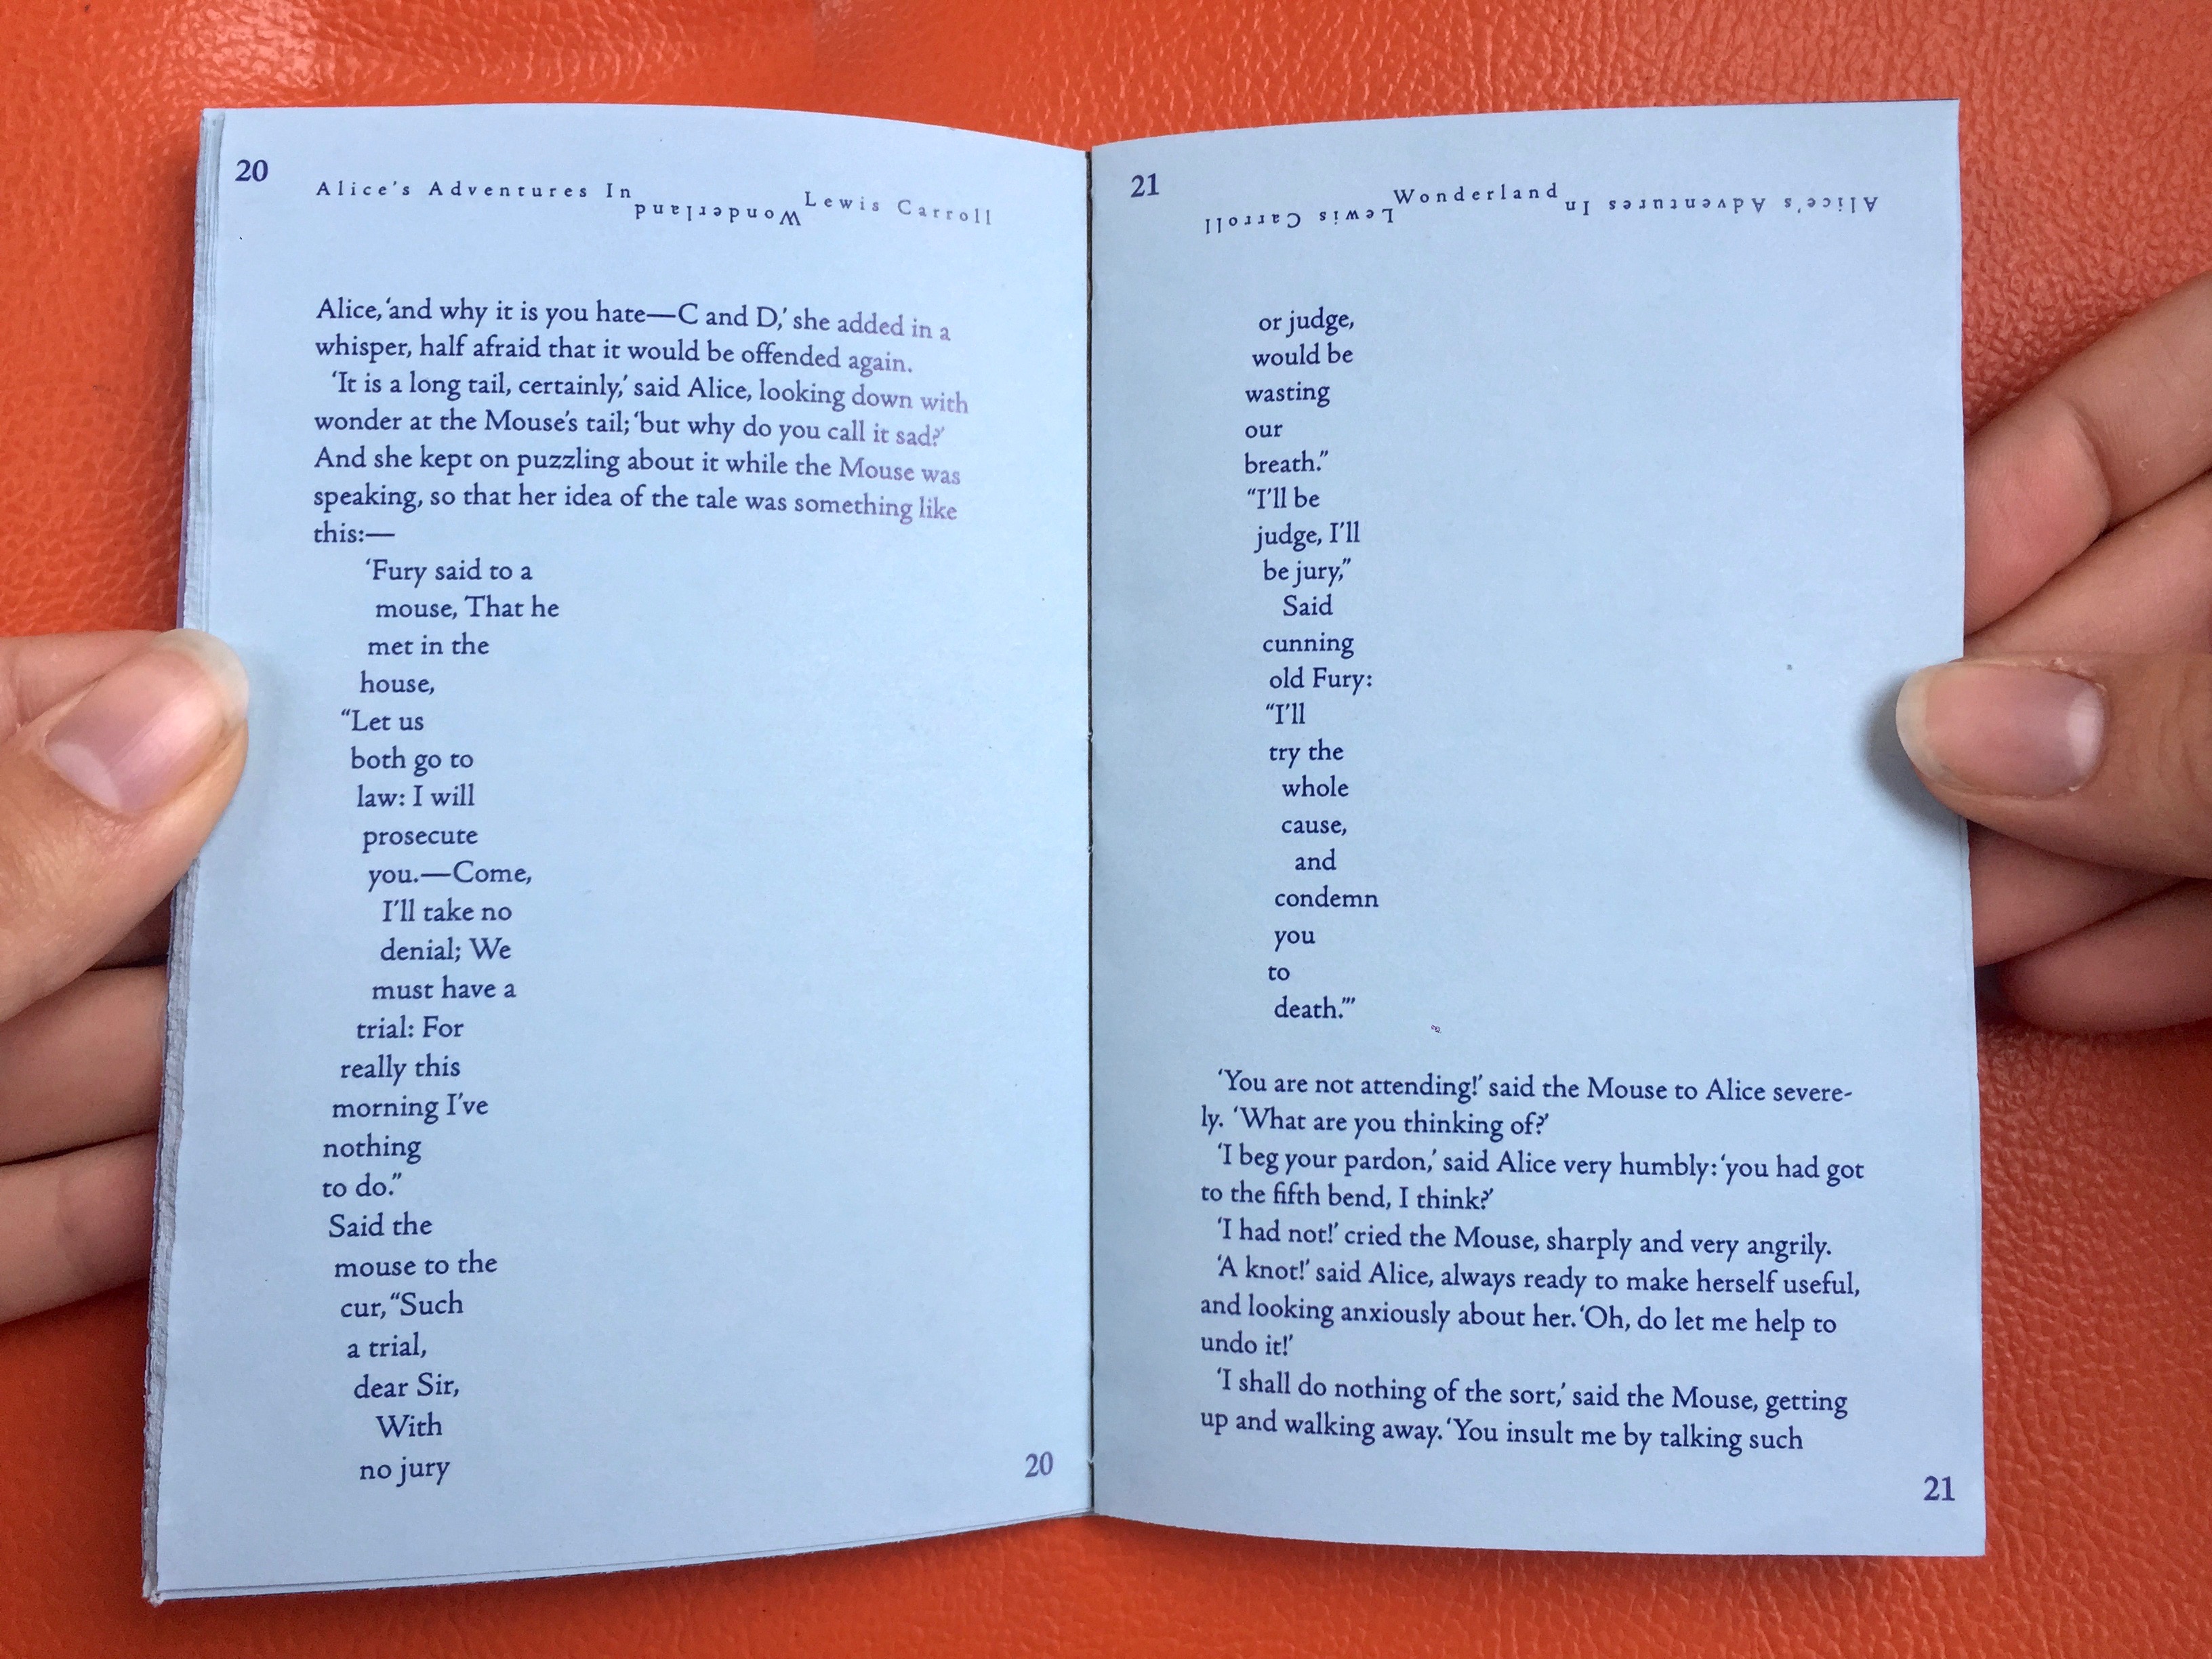 20
Alice's Adventures In Wonderland Lewis Carroll
Alice, ‘and why it is you hate—C and D,’ she added in a
whisper, half afraid that it would be offended again.
‘It is a long tail, certainly,’ said Alice, looking down with
wonder at the Mouse’s tail; ‘but why do you call it sad?’
And she kept on puzzling about it while the Mouse was
speaking, so that her idea of the tale was something like
this:—
‘Fury said to a
mouse, That he
met in the
house,
“Let us
both go to
law: I will
prosecute
you.—Come,
I’ll take no
denial; We
must have a
trial: For
really this
morning I’ve
nothing
to do.”
Said the
mouse to the
cur, “Such
a trial,
dear Sir,
With
no jury
20
21
Alice's Adventures In Wonderland Lewis Carroll
or judge,
would be
wasting
our
breath.”
“I’ll be
judge, I’ll
be jury,”
Said
cunning
old Fury:
“I’ll
try the
whole
cause,
and
condemn
you
to
death.”’
‘You are not attending!’ said the Mouse to Alice severe-
ly. ‘What are you thinking of?’
‘I beg your pardon,’ said Alice very humbly: ‘you had got
to the fifth bend, I think?’
‘I had not!’ cried the Mouse, sharply and very angrily.
‘A knot!’ said Alice, always ready to make herself useful,
and looking anxiously about her. ‘Oh, do let me help to
undo it!’
‘I shall do nothing of the sort,’ said the Mouse, getting
up and walking away. ‘You insult me by talking such
21